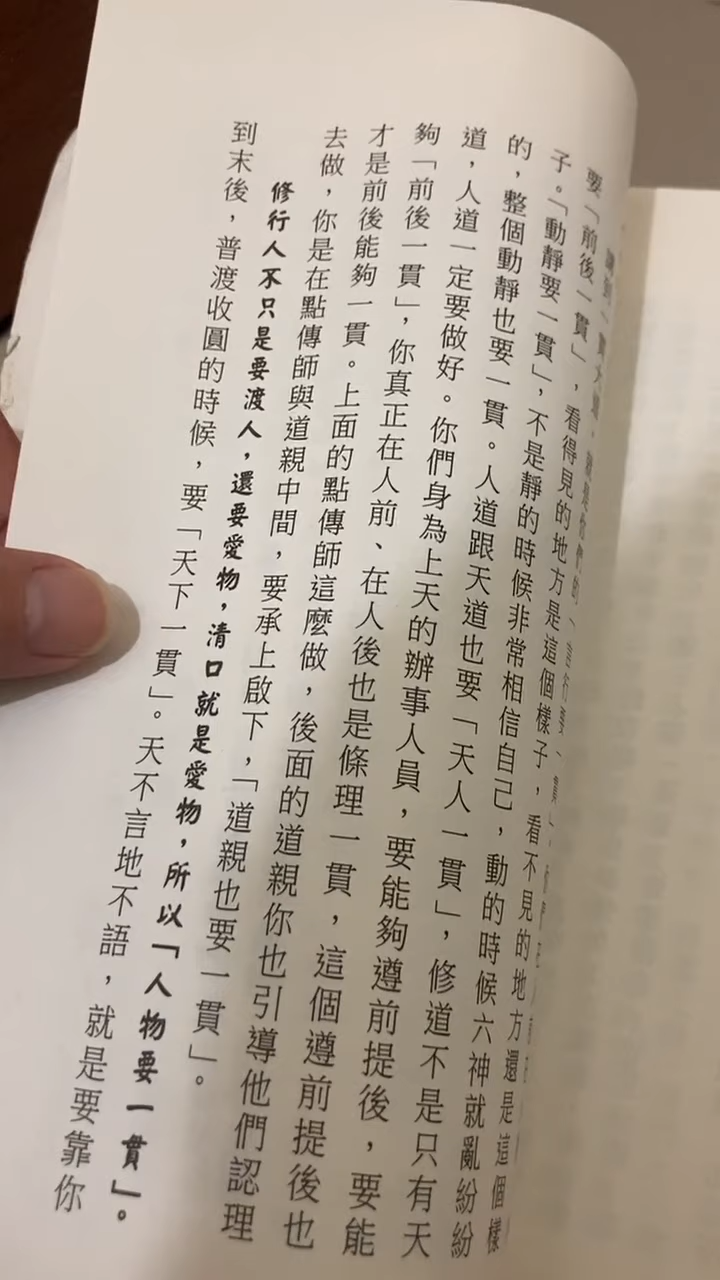 的「言行要一貫」
要「前後一貫」，看得見的地方是這個樣子，看不見的地方還是這個樣
子。「動靜要一貫」，不是靜的時候非常相信自己，動的時候六神就亂紛紛
的，整個動靜也要一貫。人道跟天道也要「天人一貫」，修道不是只有天
道，人道一定要做好。你們身為上天的辦事人員，要能夠遵前提後，要能
夠「前後一貫」，你真正在人前、在人後也是條理一貫，這個遵前提後也
才是前後能夠一貫。上面的點傳師這麼做，後面的道親你也引導他們認理
去做，你是在點傳師與道親中間，要承上啟下，「道親也要一貫」。
修行人不只是要渡人，還要愛物，清口就是愛物，所以「人物要一貫」。
到末後，普渡收圓的時候，要「天下一貫」。天不言地不語，就是要靠你